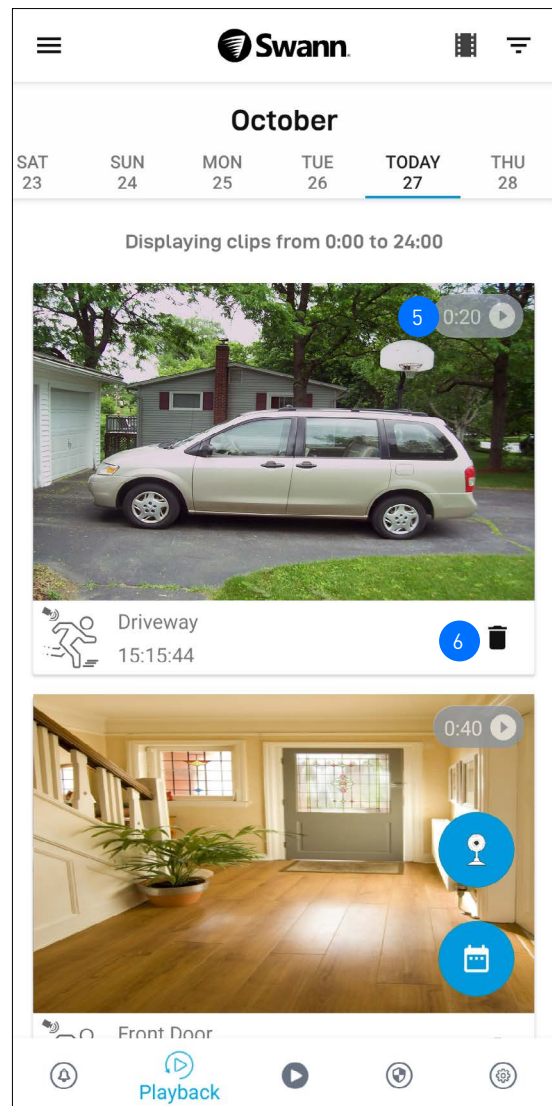 Swann
October
SAT SUN MON TUE TODAY THU
23 24 25 26 27 28
Displaying clips from 0:00 to 24:00
5 0:20
Driveway
15:15:44
6
0:40
Front Door
Playback